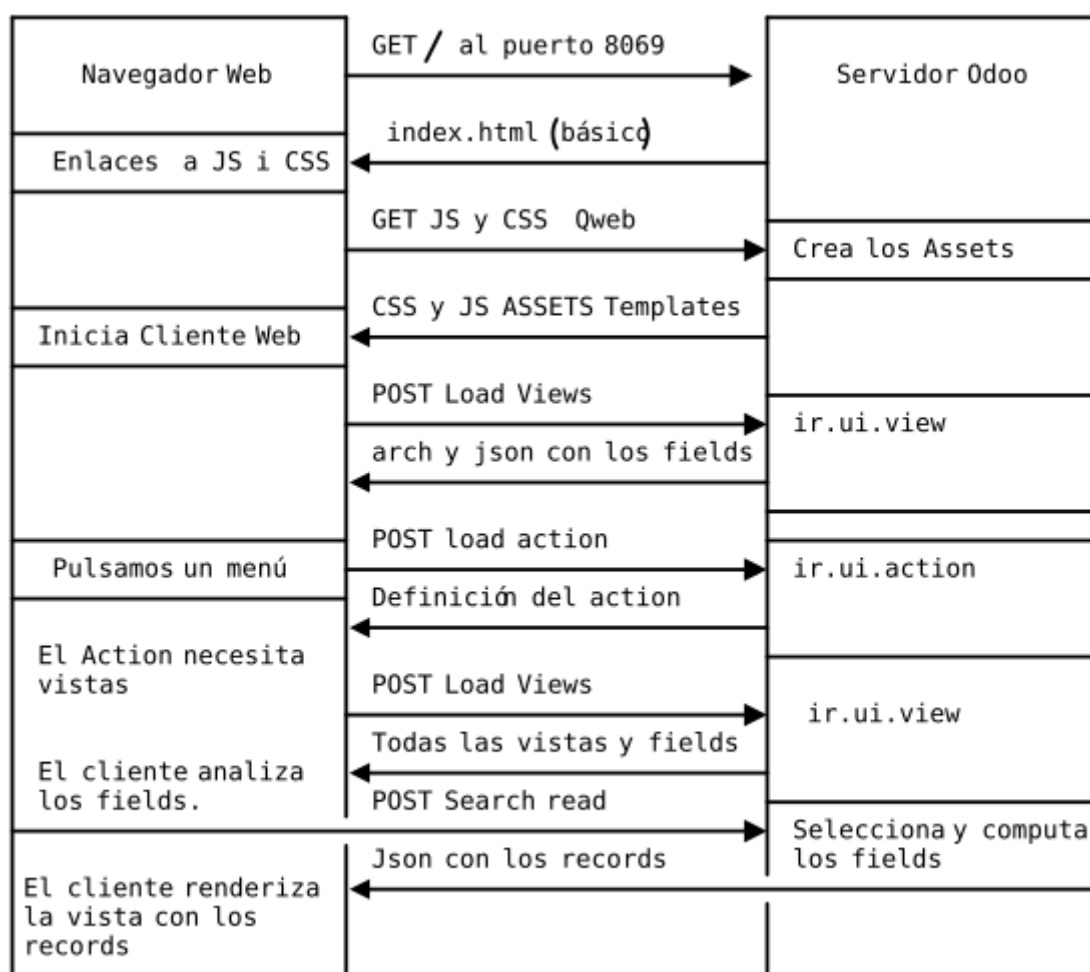 GET / al puerto 8069
Navegador Web
Servidor Odoo
index.html (básico)
Enlaces a JS i CSS
GET JS y CSS Qweb
Crea los Assets
CSS y JS ASSETS Templates
Inicia Cliente Web
POST Load Views
ir.ui.view
arch y json con los fields
POST load action
Pulsamos un menú
ir.ui.action
Definición del action
El Action necesita
vistas
POST Load Views
ir.ui.view
Todas las vistas y fields
El cliente analiza
los fields.
POST Search read
Selecciona y computa
los fields
Json con los records
El cliente renderiza
la vista con los
records